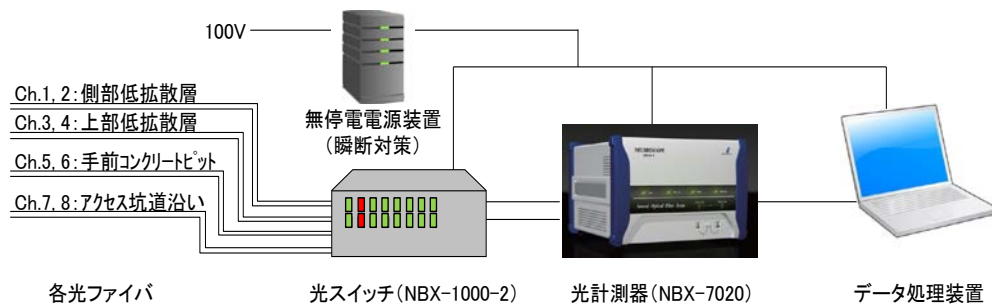 100V
Ch.1, 2:側部低拡散層
Ch.3, 4:上部低拡散層
Ch.5, 6:手前コンクリートピット
Ch.7, 8:アクセス坑道沿い
無停電電源装置
(瞬断対策)
NEUBRESCOPE
各光ファイバ
光スイッチ(NBX-1000-2)
光計測器(NBX-7020)
データ処理装置